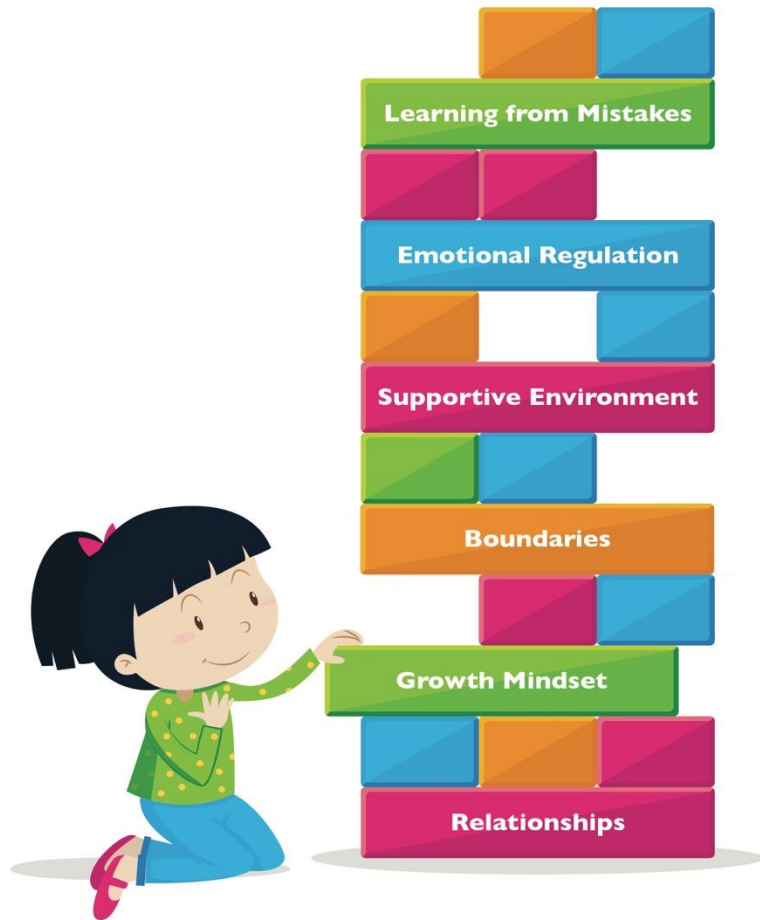 Learning from Mistakes
Emotional Regulation
Supportive Environment
Boundaries
Growth Mindset
Relationships